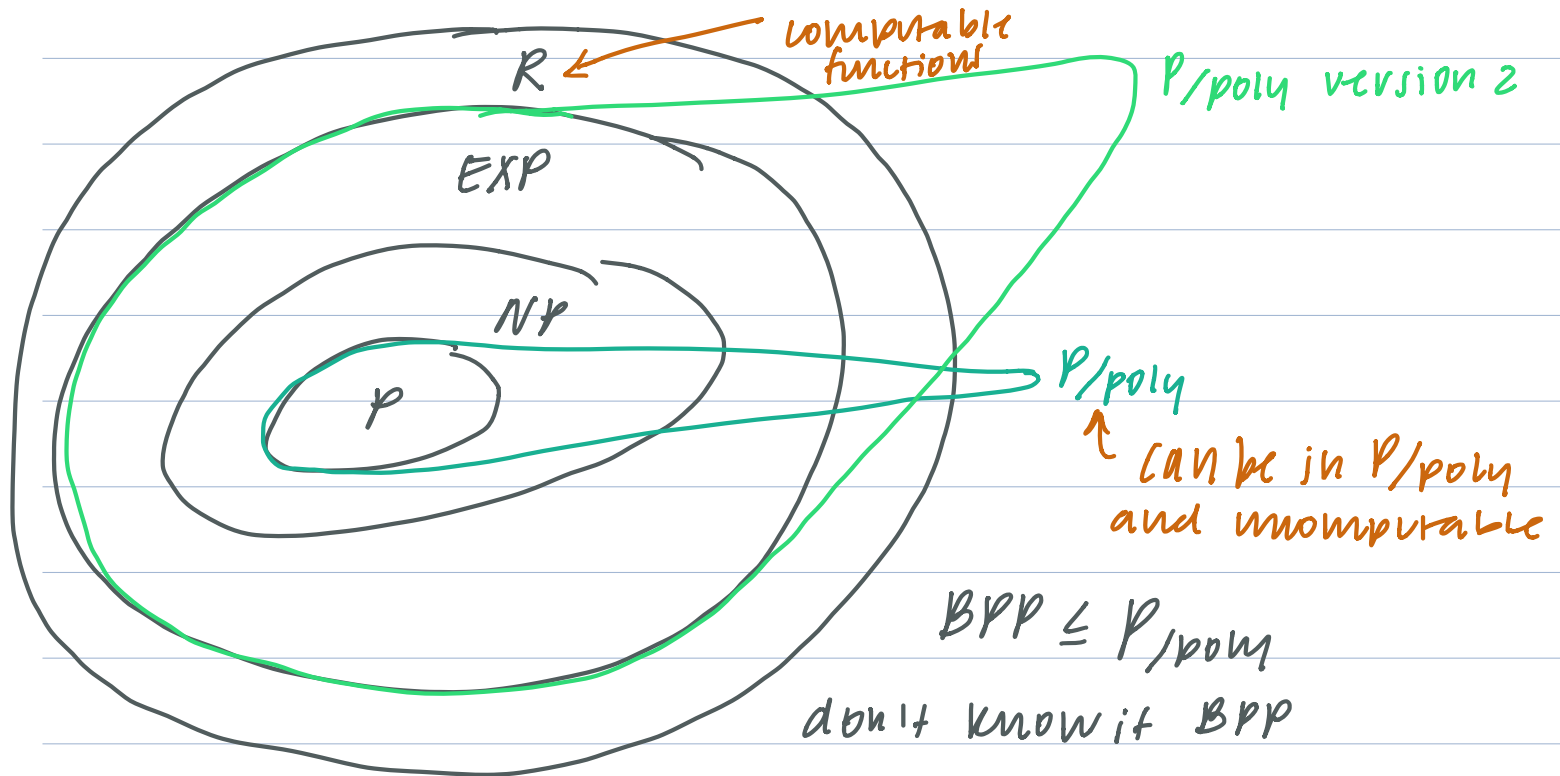 computable
functions
R
P/poly version 2
EXP
NP
P
P/poly
can be in P/poly
and uncomputable
BPP ≤ P/poly
don't know if BPP